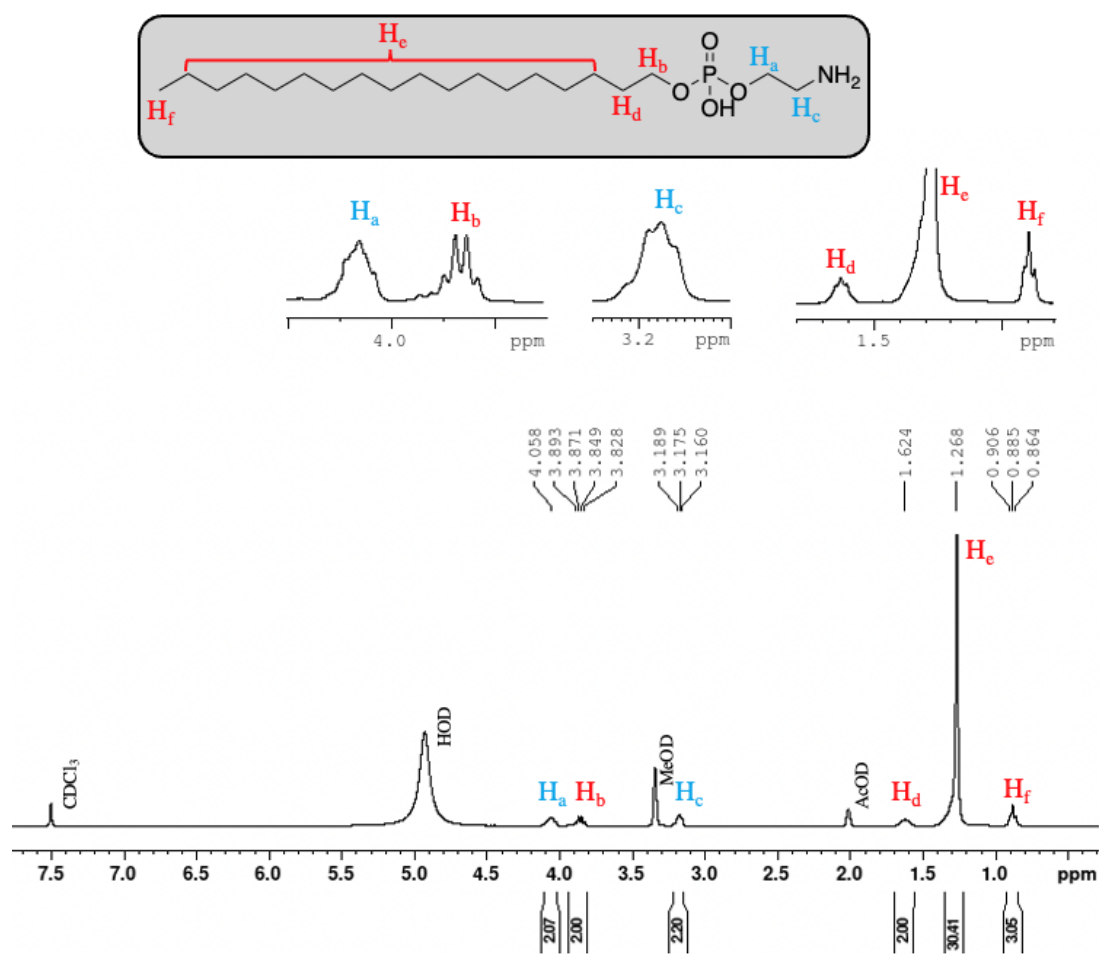 He
O
Hb
Ha
P
NH2
O
O
Hf
Hd
OH
Hc
Ha
Hb
Hc
He
Hf
Hd
4.0 ppm
3.2 ppm
1.5 ppm
4.058
3.893
3.871
3.849
3.828
3.189
3.175
3.160
1.624
1.268
0.906
0.885
0.864
He
CDCl3
HOD
Ha
Hb
MeOD
Hc
AcOD
Hd
Hf
7.5 7.0 6.5 6.0 5.5 5.0 4.5 4.0 3.5 3.0 2.5 2.0 1.5 1.0 ppm
2.07
2.00
2.20
2.00
30.41
3.05